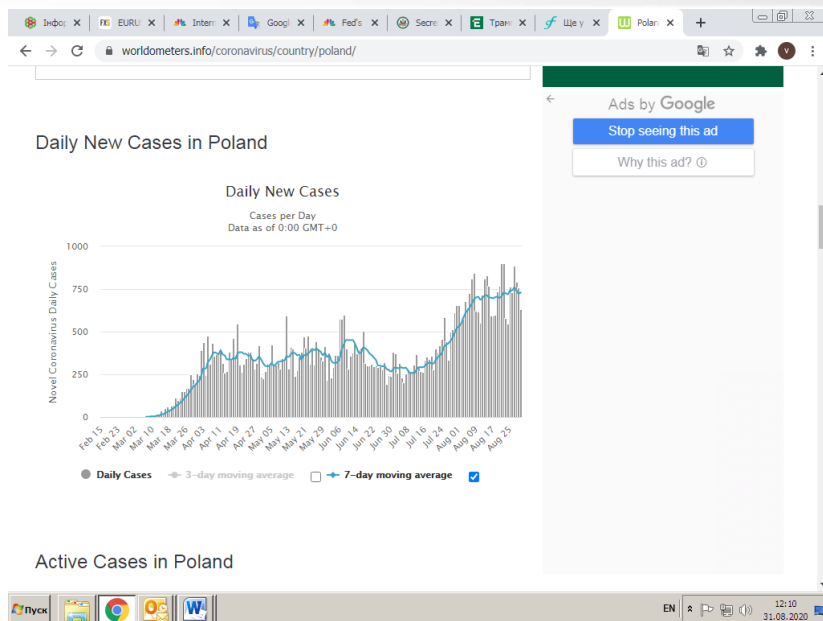 Інфор
FXS EURU
Intern
Googl
Fed's
Secre
Трамп
Ще у
Polan
worldometers.info/coronavirus/country/poland/
V
Ads by Google
Stop seeing this ad
Why this ad?
Daily New Cases in Poland
Daily New Cases
Cases per Day
Data as of 0:00 GMT+0
Novel Coronavirus Daily Cases
1000
750
500
250
0
Feb 15
Feb 23
Mar 02
Mar 10
Mar 18
Mar 26
Apr 03
Apr 11
Apr 19
Apr 27
May 05
May 13
May 21
May 29
Jun 06
Jun 14
Jun 22
Jun 30
Jul 08
Jul 16
Jul 24
Aug 01
Aug 09
Aug 17
Aug 25
Daily Cases
3-day moving average
7-day moving average
Active Cases in Poland
Пуск
EN
12:10
31.08.2020